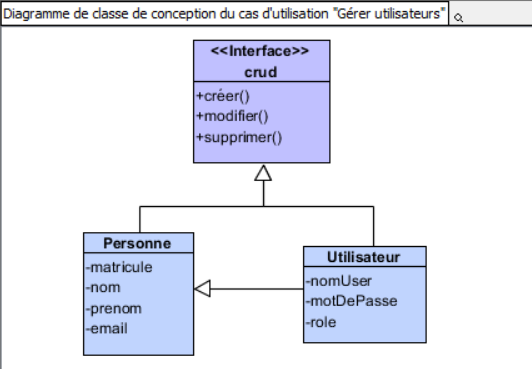 Diagramme de classe de conception du cas d'utilisation "Gérer utilisateurs"
<<Interface>>
crud
+créer()
+modifier()
+supprimer()
Personne
-matricule
-nom
-prenom
-email
Utilisateur
-nomUser
-motDePasse
-role